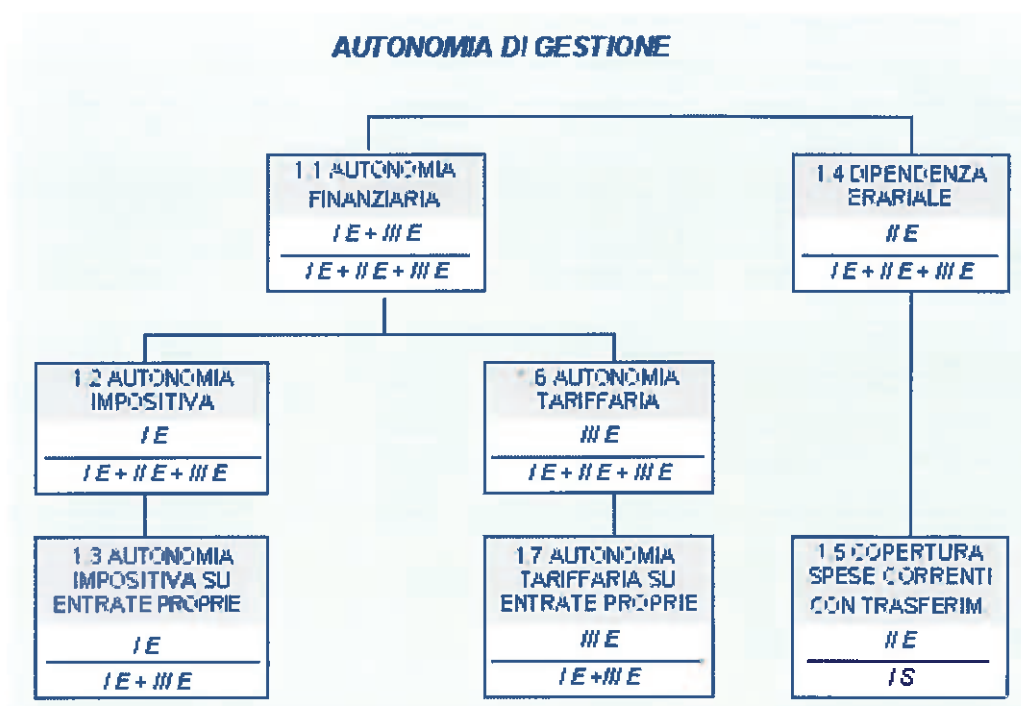 AUTONOMIA DI GESTIONE
1.1 AUTONOMIA
FINANZIARIA
I E + III E
I E + II E + III E
1.4 DIPENDENZA
ERARIALE
II E
I E + II E + III E
1.2 AUTONOMIA
IMPOSITIVA
I E
I E + II E + III E
.6 AUTONOMIA
TARIFFARIA
III E
I E + II E + III E
1.3 AUTONOMIA
IMPOSITIVA SU
ENTRATE PROPRIE
I E
I E + III E
1.7 AUTONOMIA
TARIFFARIA SU
ENTRATE PROPRIE
III E
I E +III E
1.5 COPERTURA
SPESE CORRENTI
CON TRASFERIM.
II E
I S